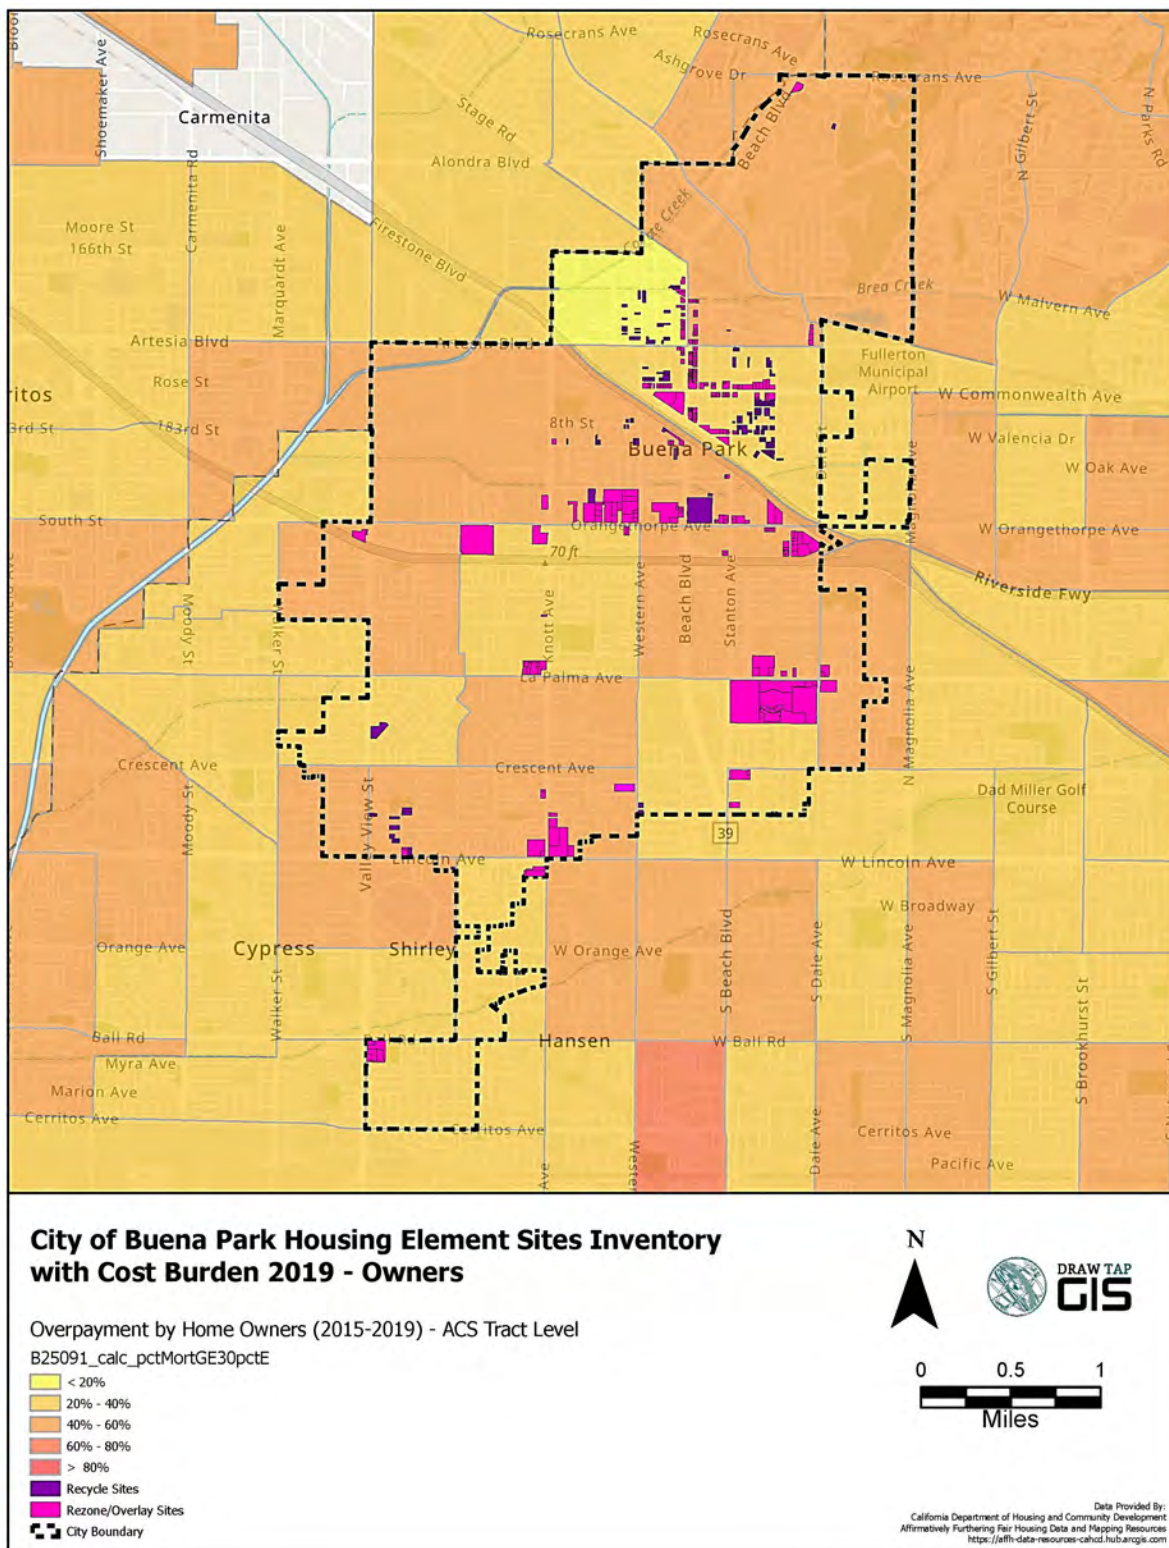 Rosecrans Ave
Rosecrans Ave
Ashgrove Dr
Rosecrans Ave
Shoemaker Ave
Carmenita
Stage Rd
Beach Blvd
N Gilbert St
N Parks Rd
Alondra Blvd
Carmenita Rd
Moore St
166th St
Marquardt Ave
Firestone Blvd
Coyote Creek
Brea Creek
W Malvern Ave
Artesia Blvd
Artesia Blvd
Fullerton
Municipal
Airport
Rose St
ritos
W Commonwealth Ave
3rd St
183rd St
8th St
W Valencia Dr
Buena Park
W Oak Ave
South St
Orangethorpe Ave
W Orangethorpe Ave
70 ft
Riverside Fwy
Moody St
Walker St
Knott Ave
Western Ave
Beach Blvd
Stanton Ave
La Palma Ave
N Magnolia Ave
Crescent Ave
Crescent Ave
Dad Miller Golf
Course
Moody St
Valley View St
39
Lincoln Ave
W Lincoln Ave
W Broadway
Orange Ave
Cypress
Shirley
W Orange Ave
S Beach Blvd
S Dale Ave
S Magnolia Ave
S Gilbert St
Walker St
S Brookhurst St
Ball Rd
Ball Rd
Hansen
W Ball Rd
Myra Ave
Marion Ave
Cerritos Ave
Cerritos Ave
Dale Ave
Cerritos Ave
Pacific Ave
Ave
Wester
City of Buena Park Housing Element Sites Inventory
with Cost Burden 2019 - Owners
Overpayment by Home Owners (2015-2019) - ACS Tract Level
B25091_calc_pctMortGE30pctE
< 20%
20% - 40%
40% - 60%
60% - 80%
> 80%
Recycle Sites
Rezone/Overlay Sites
City Boundary
N
DRAW TAP
GIS
0 0.5 1
Miles
Data Provided By:
California Department of Housing and Community Development
Affirmatively Furthering Fair Housing Data and Mapping Resources
https://affh-data-resources-cahcd.hub.arcgis.com